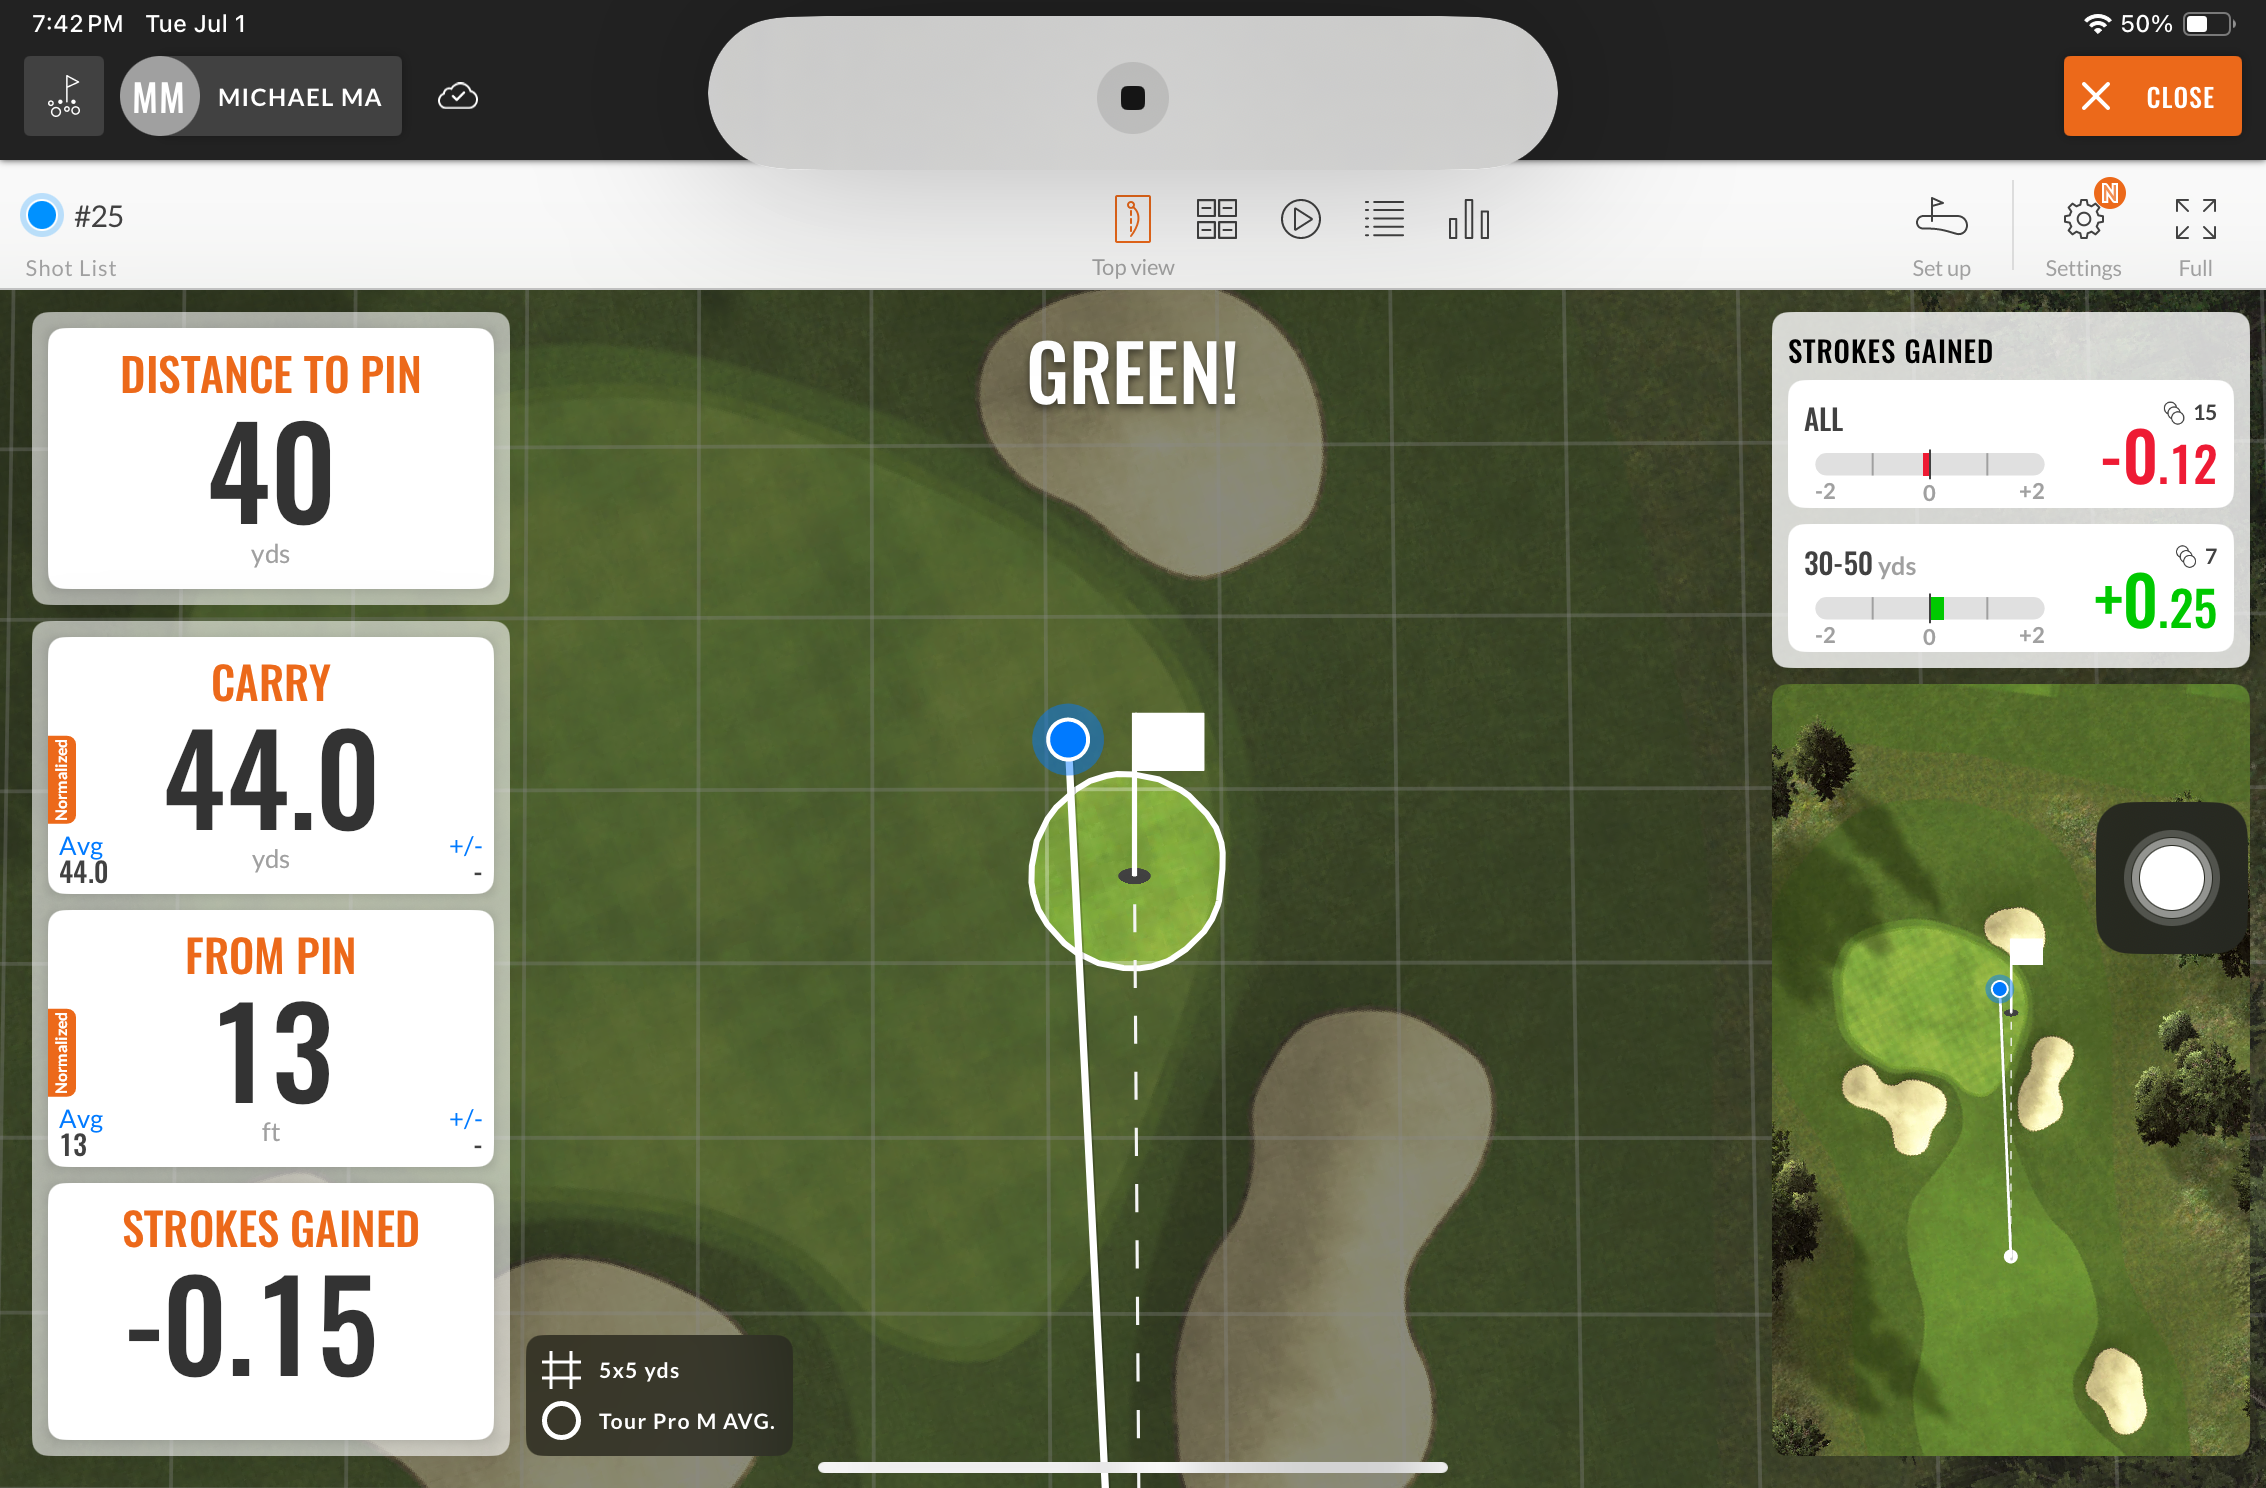 7:42 PM Tue Jul 1
50%
MM MICHAEL MA
CLOSE
#25
Shot List
Top view
Set up
N
Settings
Full
DISTANCE TO PIN
40
yds
CARRY
Normalized
44.0
Avg
44.0
yds
+/-
-
FROM PIN
Normalized
13
Avg
13
ft
+/-
-
STROKES GAINED
-0.15
GREEN!
5x5 yds
Tour Pro M AVG.
STROKES GAINED
ALL
15
-0.12
-2 0 +2
30-50 yds
7
+0.25
-2 0 +2